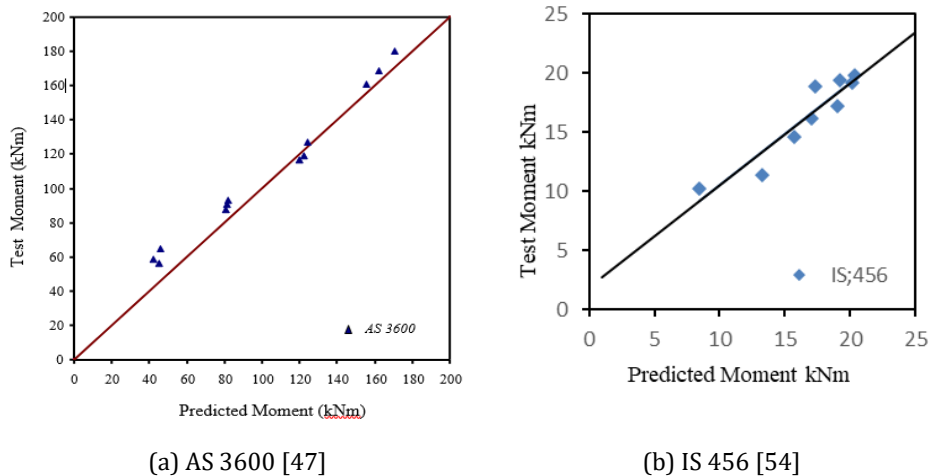 200
180
160
140
120
100
80
60
40
20
0
Test Moment (kNm)
0 20 40 60 80 100 120 140 160 180 200
Predicted Moment (kNm)
AS 3600
(a) AS 3600 [47]
25
20
15
10
5
0
Test Moment kNm
0 5 10 15 20 25
Predicted Moment kNm
IS;456
(b) IS 456 [54]